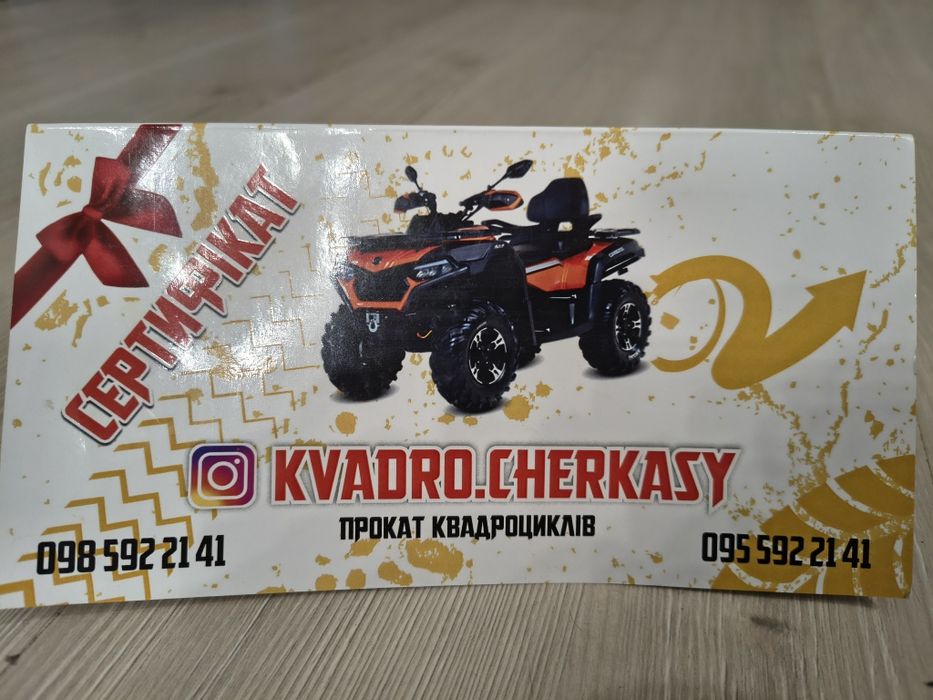 СЕРТИФІКАТ
KVADRO.CHERKASY
ПРОКАТ КВАДРОЦИКЛІВ
098 592 21 41
095 592 21 41